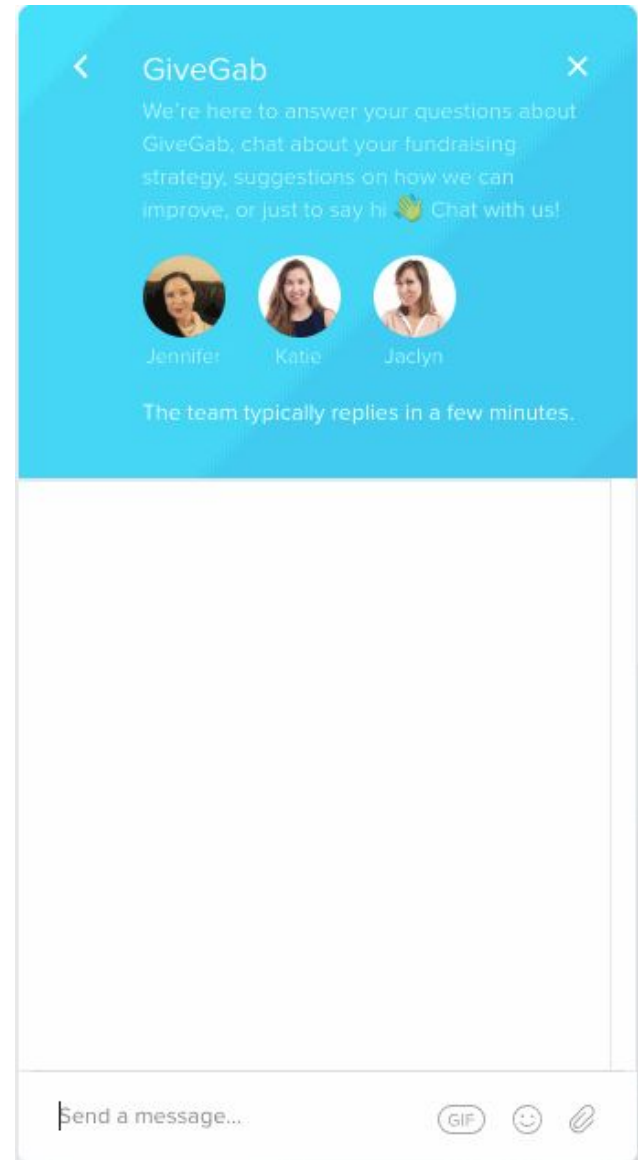 GiveGab
We're here to answer your questions about
GiveGab, chat about your fundraising
strategy, suggestions on how we can
improve, or just to say hi 👋 Chat with us!
Jennifer Katie Jaclyn
The team typically replies in a few minutes.
Send a message...
GIF